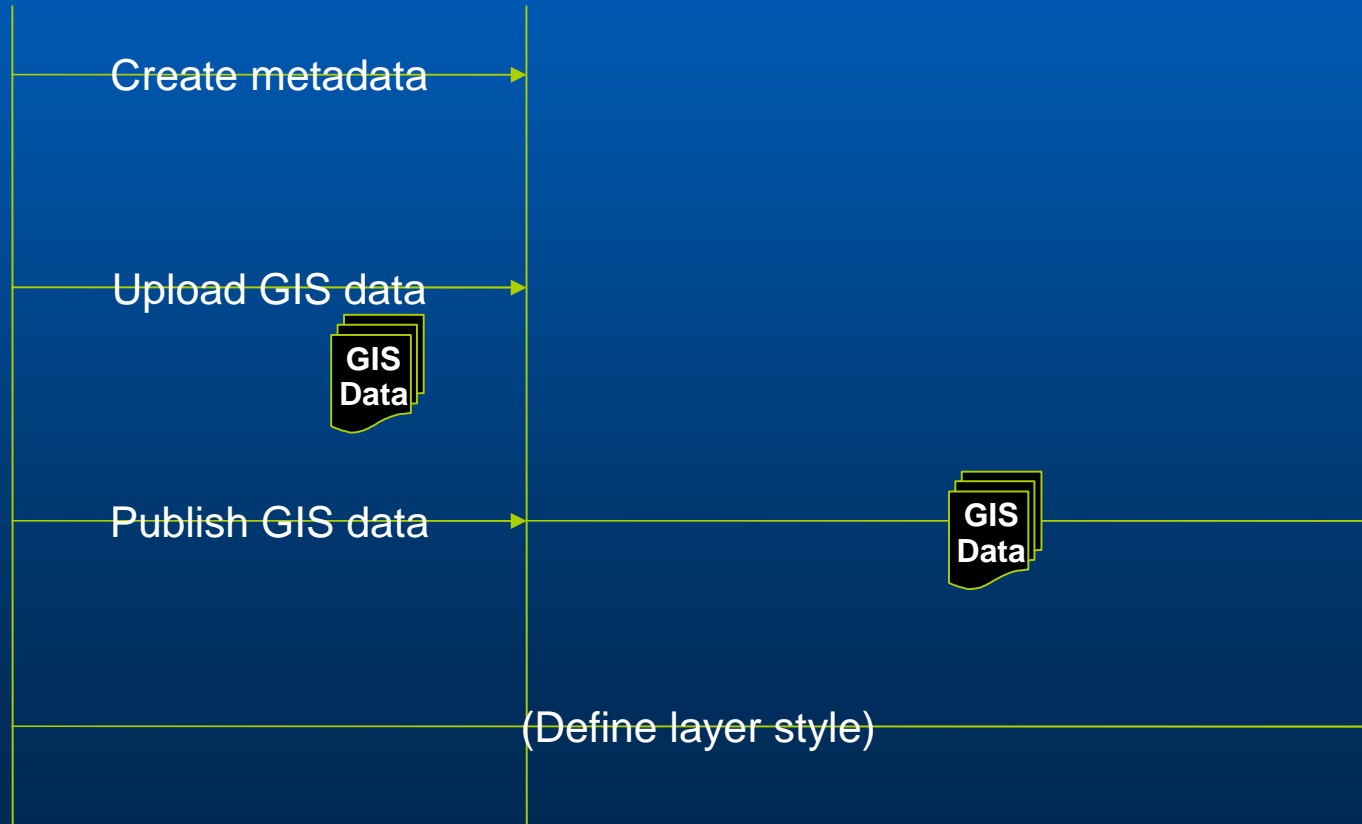 Create metadata
Upload GIS data
GIS
Data
Publish GIS data
GIS
Data
(Define layer style)